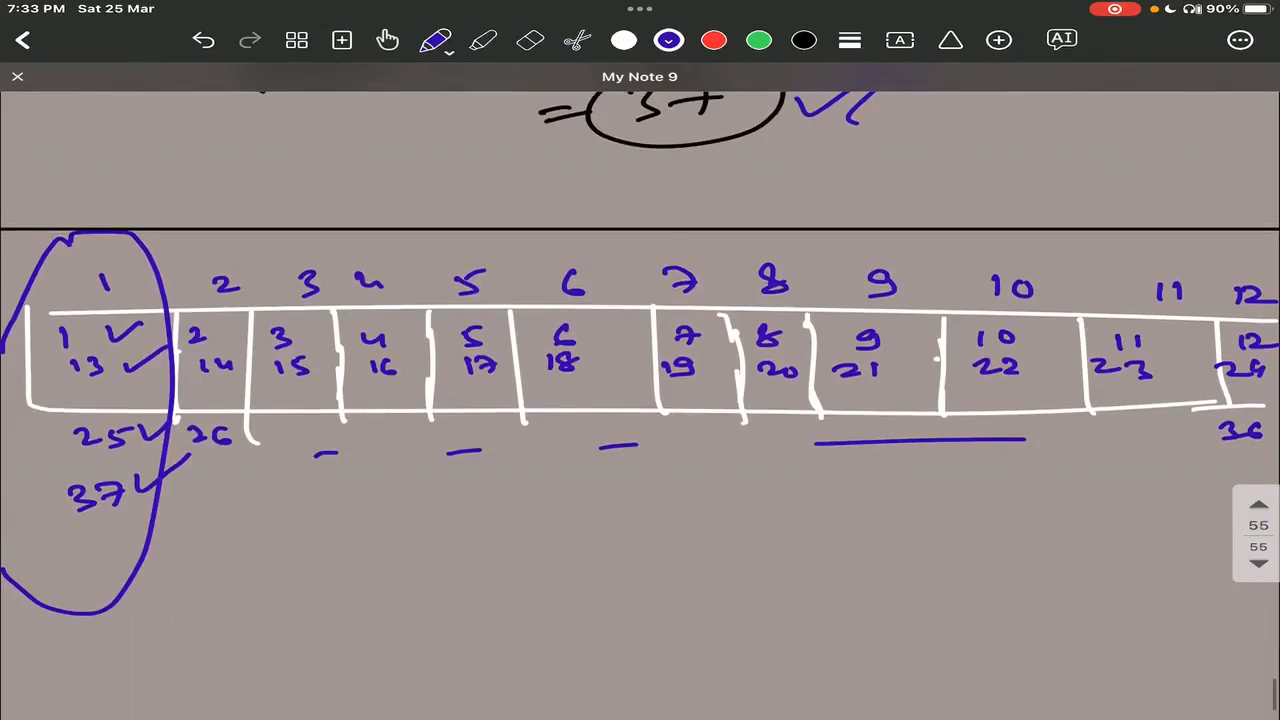 7:33 PM Sat 25 Mar
90%
A
AI
My Note 9
= 37
1 2 3 4 5 6 7 8 9 10 11 12
1 2 3 4 5 6 7 8 9 10 11 12
13 14 15 16 17 18 19 20 21 22 23 24
25 26 36
37
55
55